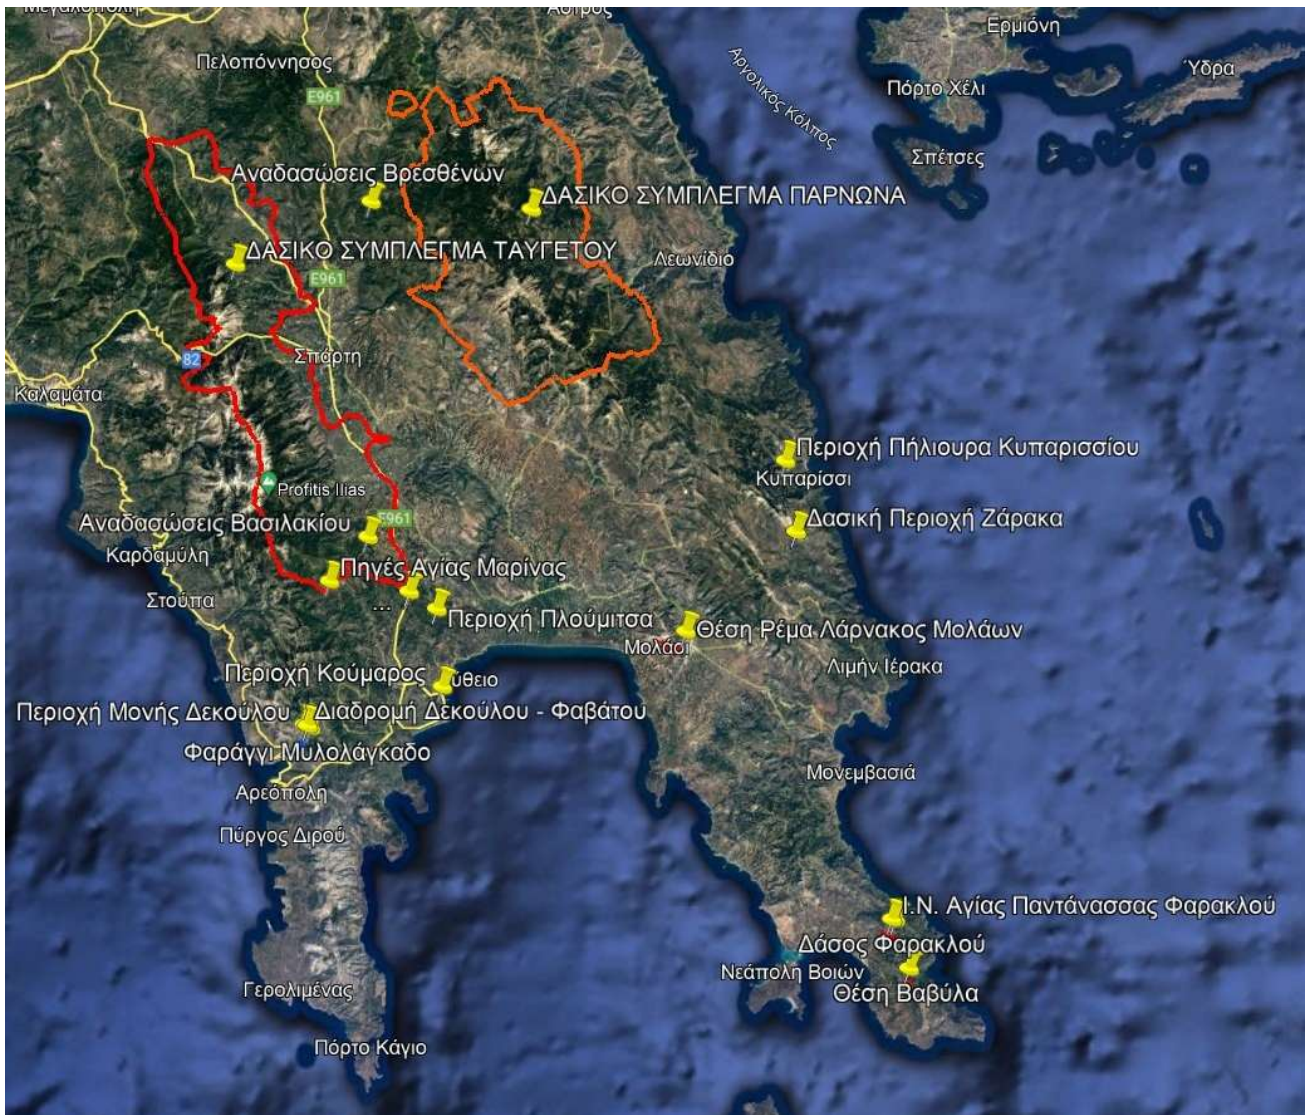 Πελοπόννησος
Ερμιόνη
Ύδρα
Πόρτο Χέλι
E961
Αργολικός Κόλπος
Σπέτσες
Αναδασώσεις Βρεσθένων
ΔΑΣΙΚΟ ΣΥΜΠΛΕΓΜΑ ΠΑΡΝΩΝΑ
ΔΑΣΙΚΟ ΣΥΜΠΛΕΓΜΑ ΤΑΥΓΕΤΟΥ
Λεωνίδιο
E961
82
Σπάρτη
Καλαμάτα
Περιοχή Πήλιουρα Κυπαρισσίου
Κυπαρίσσι
Profitis Ilias
Αναδασώσεις Βασιλακίου
E961
Δασική Περιοχή Ζάρακα
Καρδαμύλη
Πηγές Αγίας Μαρίνας
...
Στούπα
Περιοχή Πλούμιτσα
Θέση Ρέμα Λάρνακος Μολάων
Μολάοι
Λιμήν Ιέρακα
Περιοχή Κούμαρος
ύθειο
Περιοχή Μονής Δεκούλου
Διαδρομή Δεκούλου - Φαβάτου
Φαράγγι Μυλολάγκαδο
Μονεμβασιά
Αρεόπολη
Πύργος Διρού
Ι.Ν. Αγίας Παντάνασσας Φαρακλού
Δάσος Φαρακλού
Νεάπολη Βοιών
Θέση Βαβύλα
Γερολιμένας
Πόρτο Κάγιο